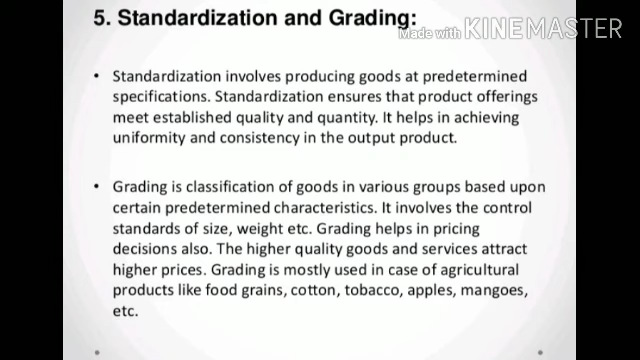 5. Standardization and Grading:
Made with KINEMASTER
• Standardization involves producing goods at predetermined
specifications. Standardization ensures that product offerings
meet established quality and quantity. It helps in achieving
uniformity and consistency in the output product.
• Grading is classification of goods in various groups based upon
certain predetermined characteristics. It involves the control
standards of size, weight etc. Grading helps in pricing
decisions also. The higher quality goods and services attract
higher prices. Grading is mostly used in case of agricultural
products like food grains, cotton, tobacco, apples, mangoes,
etc.